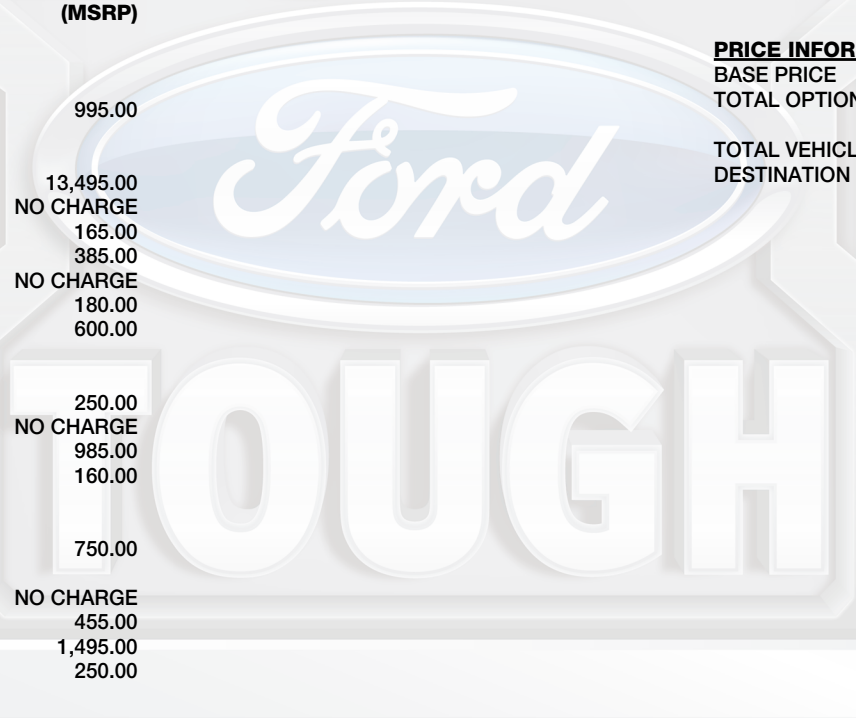 (MSRP)
995.00
13,495.00
NO CHARGE
165.00
385.00
NO CHARGE
180.00
600.00
250.00
NO CHARGE
985.00
160.00
750.00
NO CHARGE
455.00
1,495.00
250.00
PRICE INFOR
BASE PRICE
TOTAL OPTION
TOTAL VEHICL
DESTINATION
Ford
TOUGH